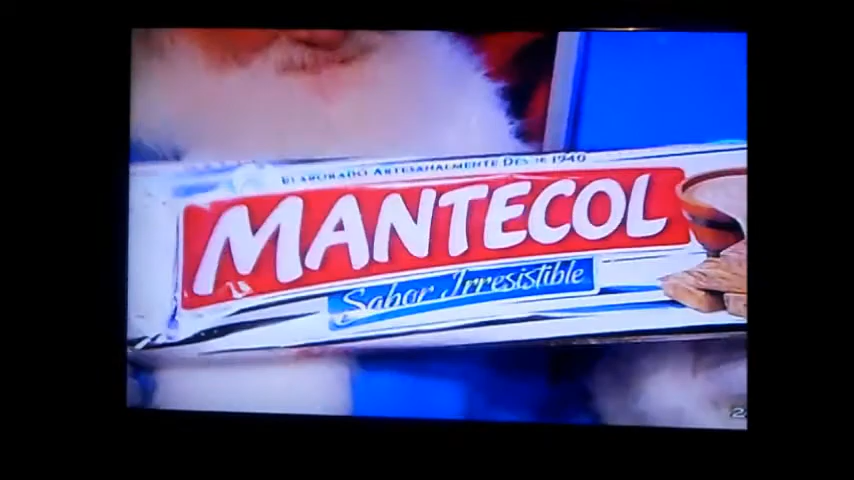 ELABORADO ARTESANALMENTE DESDE 1940
MANTECOL
Sabor Irresistible